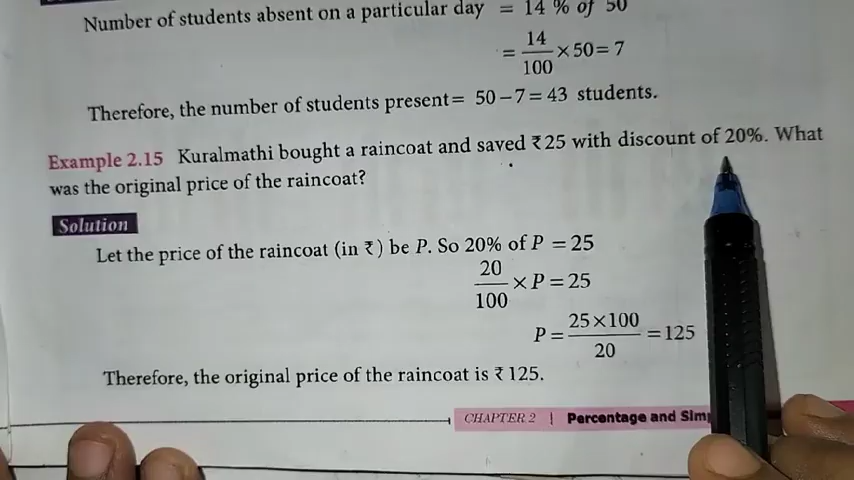 Number of students absent on a particular day = 14 % of 50
= 14/100 × 50 = 7
Therefore, the number of students present = 50 – 7 = 43 students.
Example 2.15 Kuralmathi bought a raincoat and saved ₹25 with discount of 20%. What
was the original price of the raincoat?
Solution
Let the price of the raincoat (in ₹) be P. So 20% of P = 25
20/100 × P = 25
P = 25×100/20 = 125
Therefore, the original price of the raincoat is ₹125.
CHAPTER 2 | Percentage and